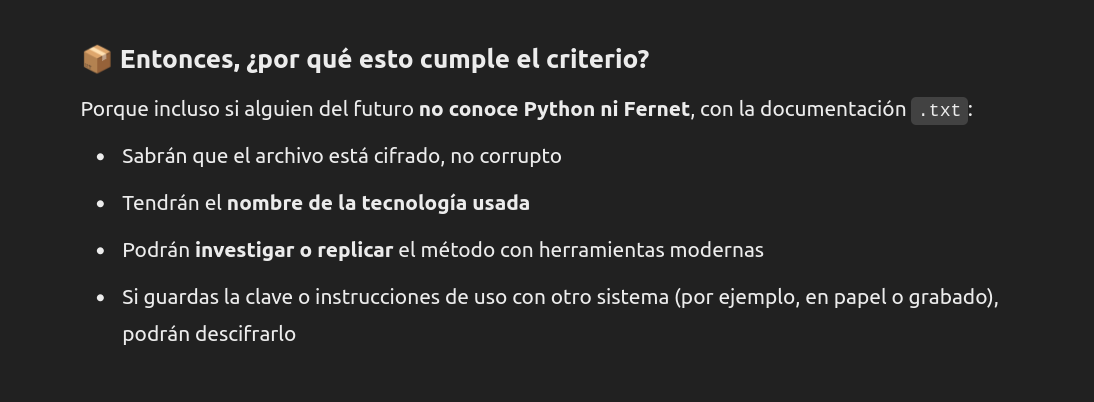 📦 Entonces, ¿por qué esto cumple el criterio?
Porque incluso si alguien del futuro no conoce Python ni Fernet, con la documentación .txt:
• Sabrán que el archivo está cifrado, no corrupto
• Tendrán el nombre de la tecnología usada
• Podrán investigar o replicar el método con herramientas modernas
• Si guardas la clave o instrucciones de uso con otro sistema (por ejemplo, en papel o grabado),
podrán descifrarlo